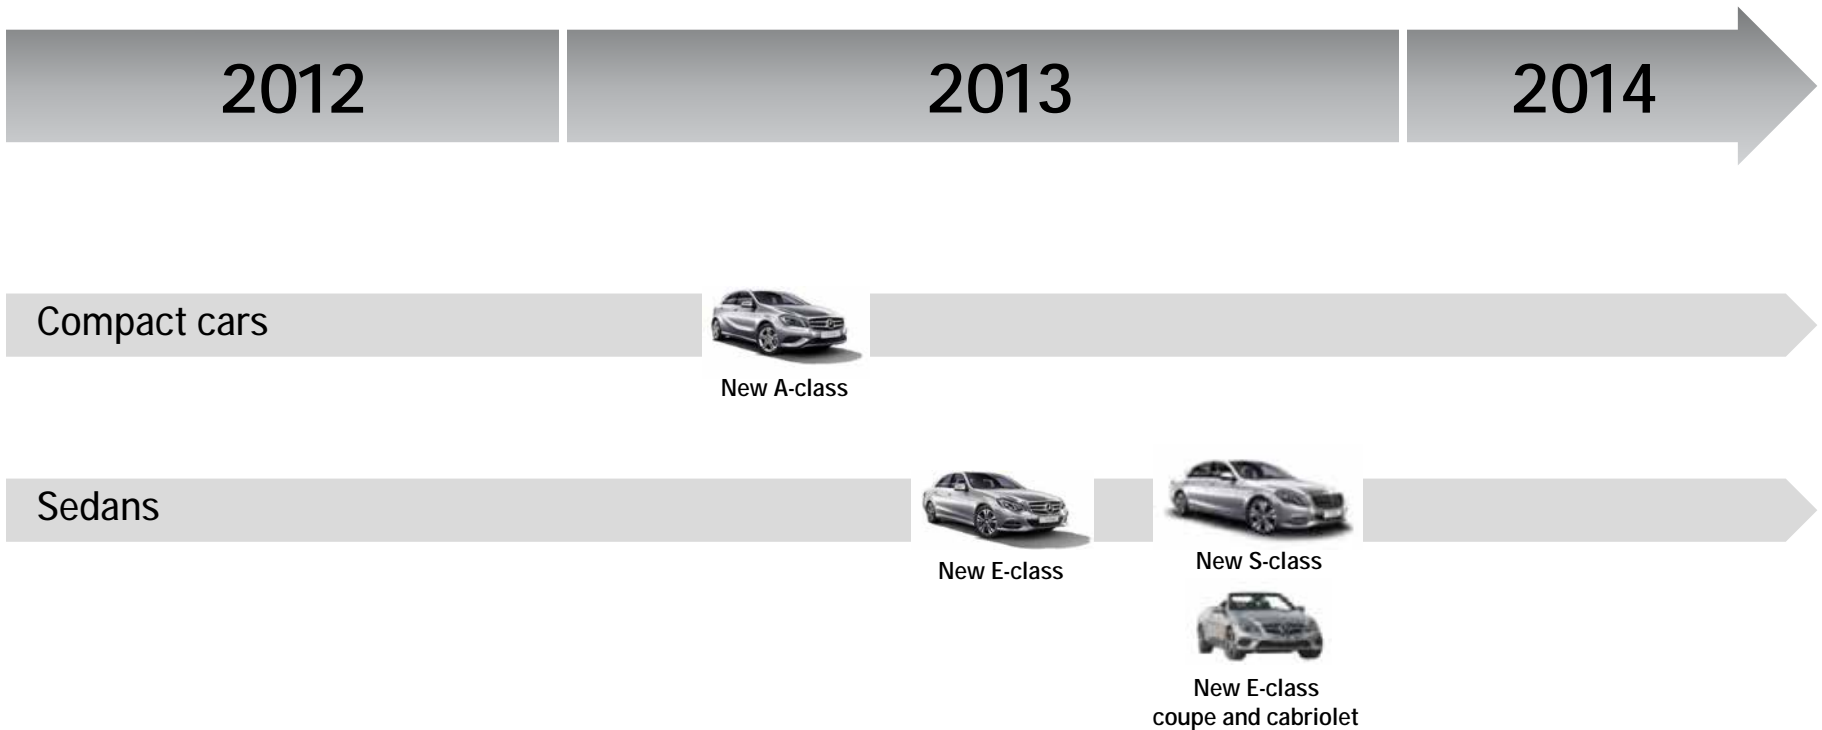 2012
2013
2014
Compact cars
New A-class
Sedans
New E-class
New S-class
New E-class
coupe and cabriolet